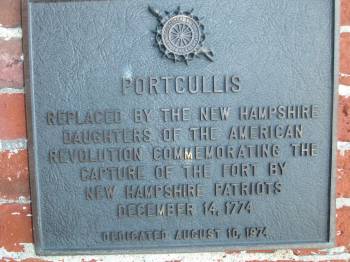 PORTCULLIS
REPLACED BY THE NEW HAMPSHIRE
DAUGHTERS OF THE AMERICAN
REVOLUTION COMMEMORATING THE
CAPTURE OF THE FORT BY
NEW HAMPSHIRE PATRIOTS
DECEMBER 14, 1774
DEDICATED AUGUST 10, 1974